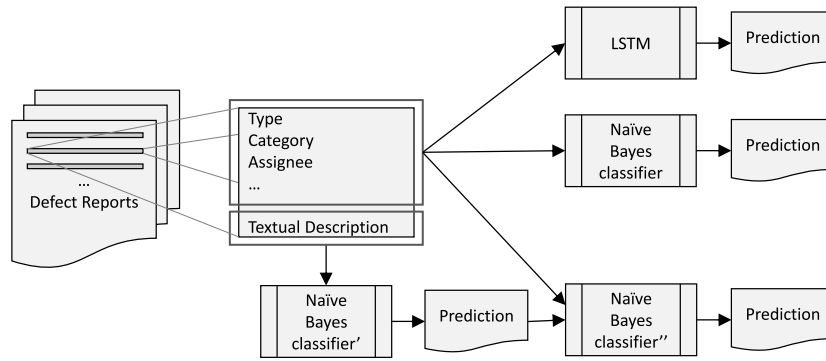 ...
Defect Reports
Type
Category
Assignee
...
Textual Description
LSTM
Prediction
Naïve
Bayes
classifier
Prediction
Naïve
Bayes
classifier’
Prediction
Naïve
Bayes
classifier’’
Prediction